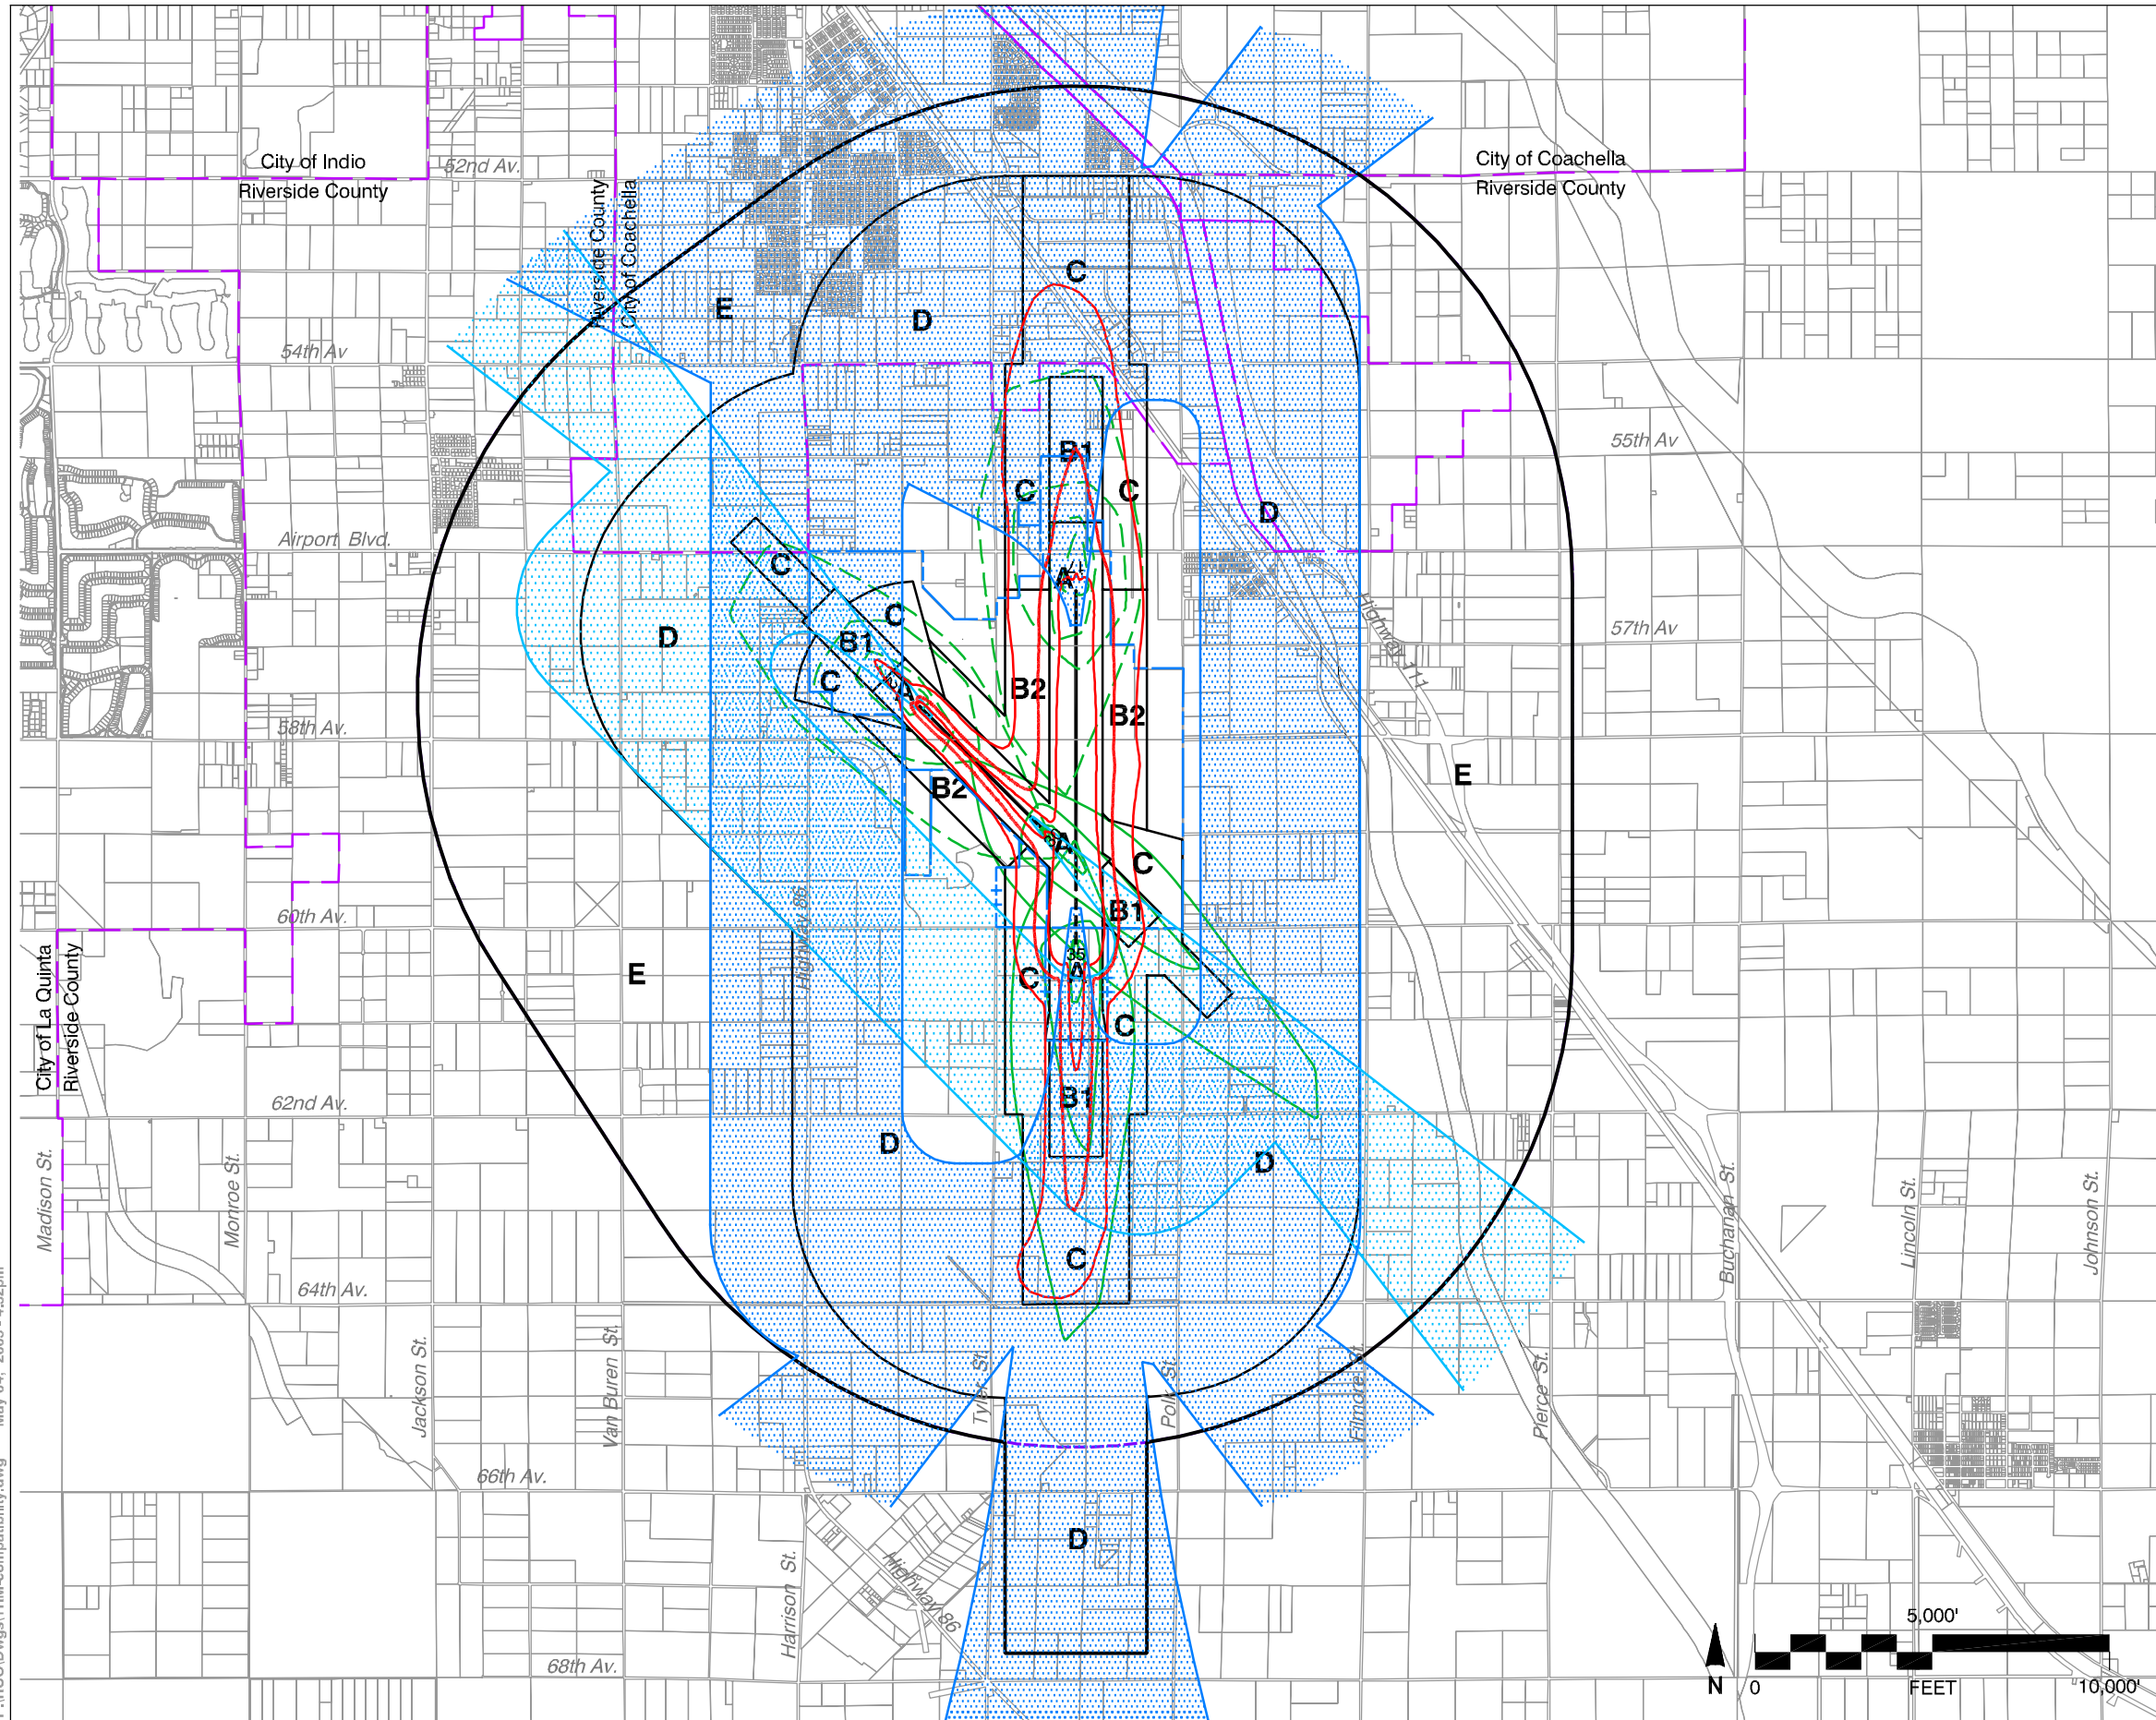 City of Indio
Riverside County
52nd Av.
Riverside County
City of Coachella
City of Coachella
Riverside County
C
E
D
54th Av
B1
55th Av
C
C
D
Airport Blvd.
C
A
17
Highway 111
C
57th Av
D
B1
C
A
B2
B2
58th Av.
E
B2
A
C
B1
60th Av.
Highway 86
35
A
C
E
City of La Quinta
Riverside County
C
B1
62nd Av.
D
D
Madison St.
Monroe St.
Buchanan St.
Lincoln St.
Johnson St.
C
64th Av.
Jackson St.
Van Buren St.
Tyler St.
Polk St.
Filmore St.
Pierce St.
66th Av.
D
Harrison St.
Highway 86
68th Av.
5,000'
N
0
FEET
10,000'